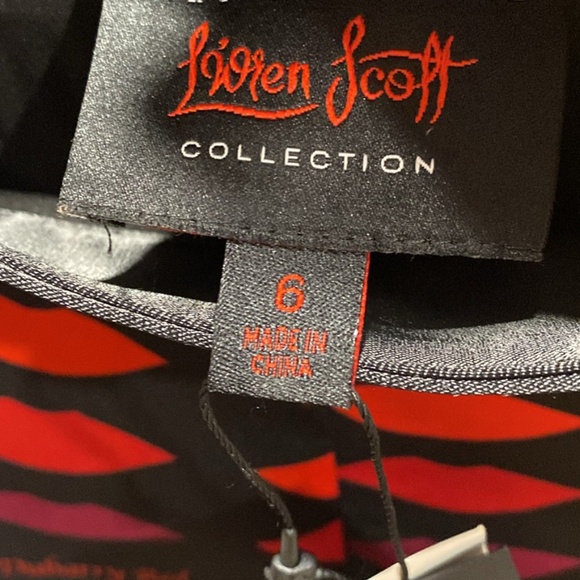 L'Wren Scott
COLLECTION
6
MADE IN
CHINA